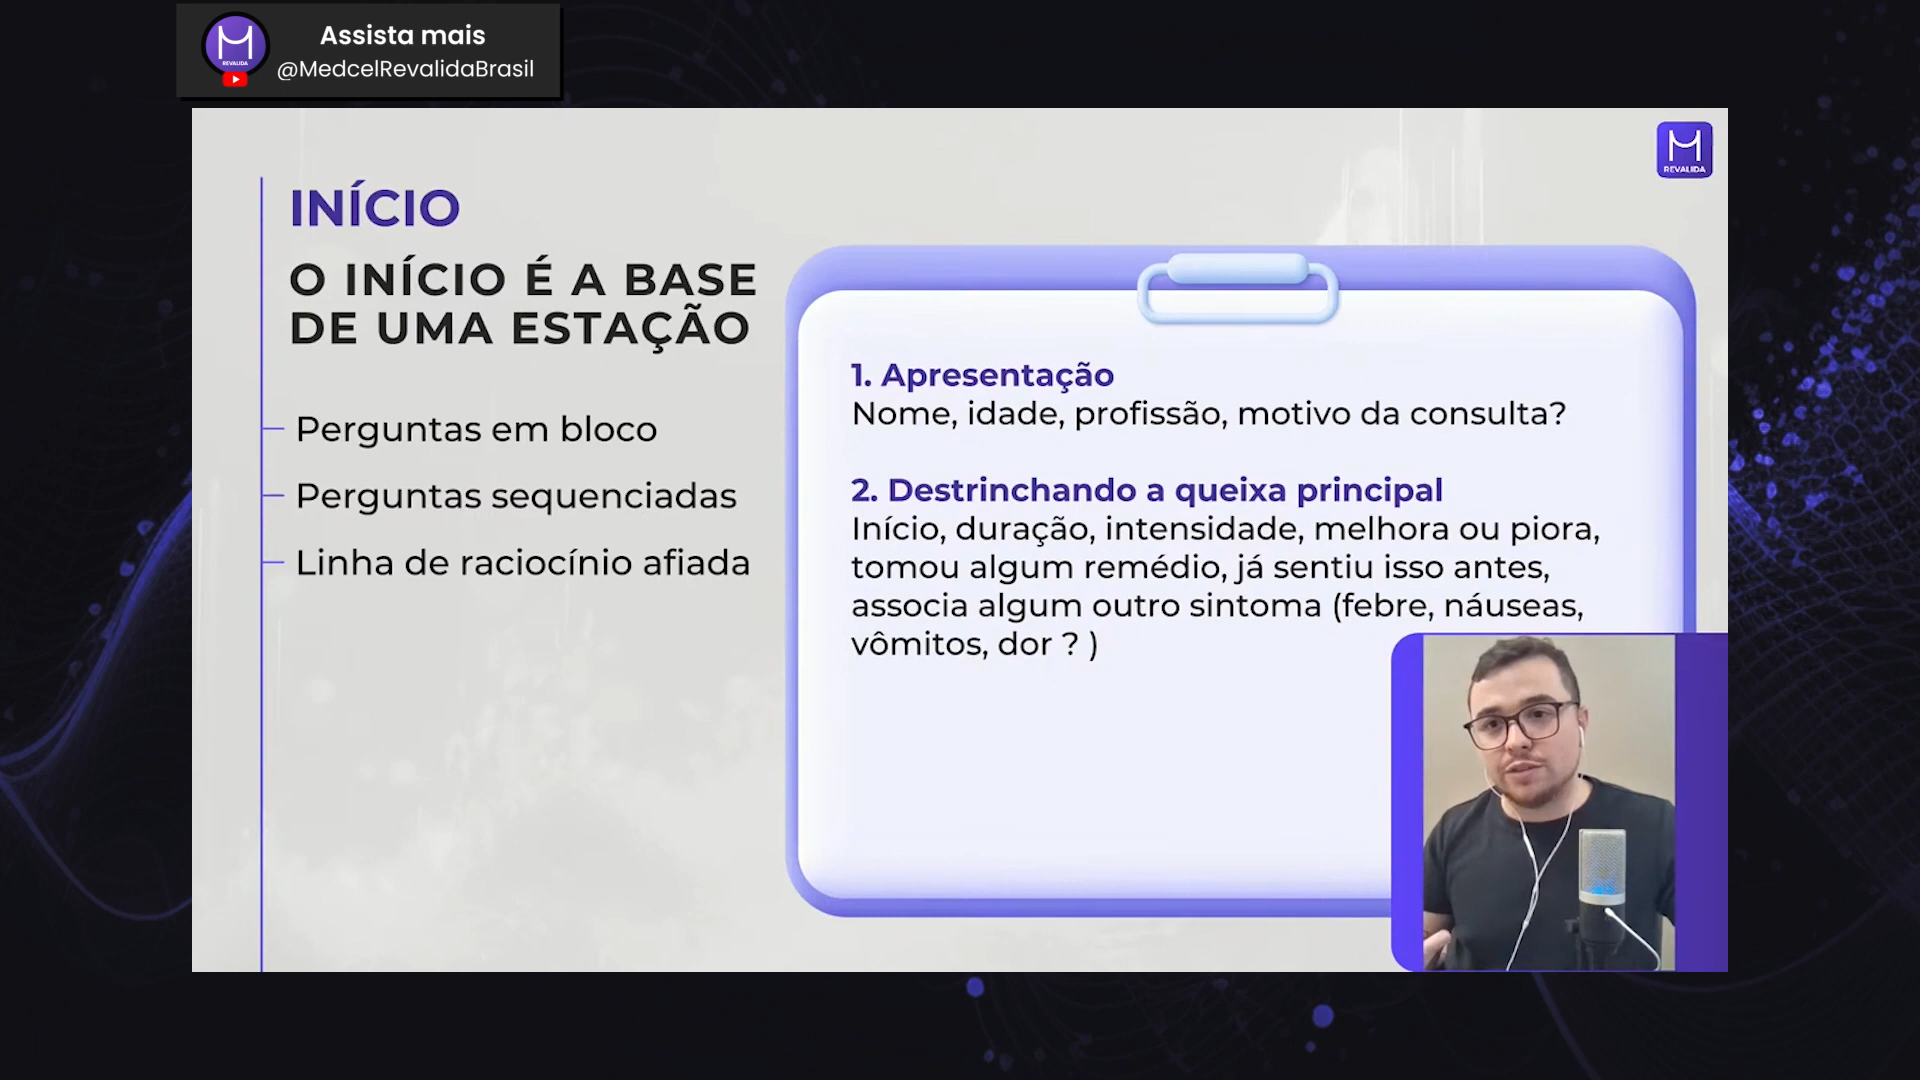 Assista mais
@MedcelRevalidaBrasil
REVALIDA
REVALIDA
INÍCIO
O INÍCIO É A BASE
DE UMA ESTAÇÃO
Perguntas em bloco
Perguntas sequenciadas
Linha de raciocínio afiada
1. Apresentação
Nome, idade, profissão, motivo da consulta?
2. Destrinchando a queixa principal
Início, duração, intensidade, melhora ou piora,
tomou algum remédio, já sentiu isso antes,
associa algum outro sintoma (febre, náuseas,
vômitos, dor ? )